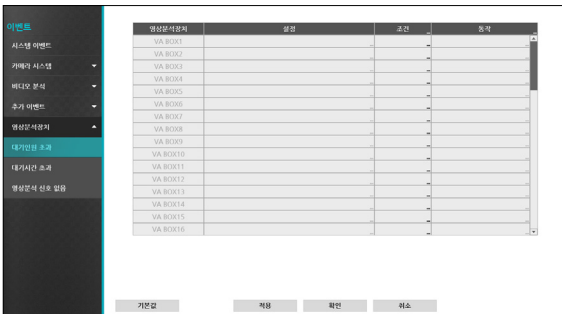 이벤트
시스템 이벤트
카메라 시스템
비디오 분석
추가 이벤트
영상분석장치
대기인원 초과
대기시간 초과
영상분석 신호 없음
영상분석장치 설정 조건 동작
VA BOX1
VA BOX2
VA BOX3
VA BOX4
VA BOX5
VA BOX6
VA BOX7
VA BOX8
VA BOX9
VA BOX10
VA BOX11
VA BOX12
VA BOX13
VA BOX14
VA BOX15
VA BOX16
기본값 적용 확인 취소